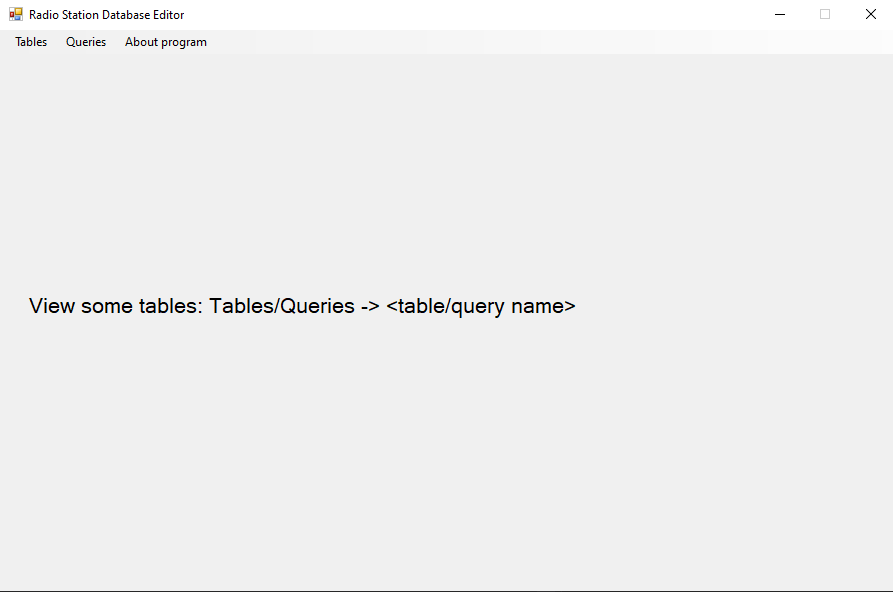 Radio Station Database Editor
Tables Queries About program
View some tables: Tables/Queries -> <table/query name>